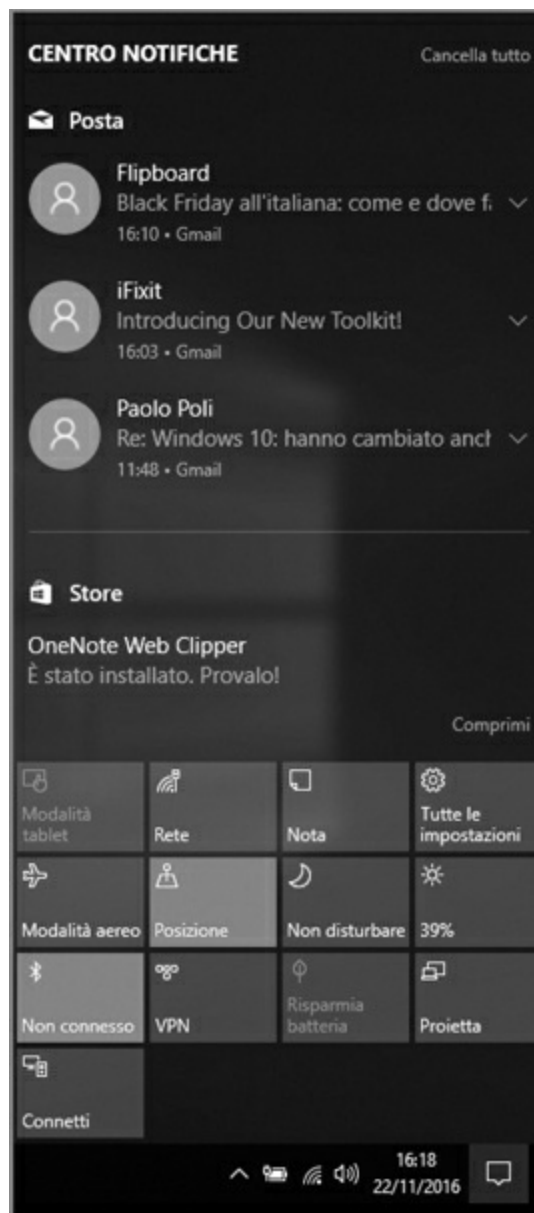 CENTRO NOTIFICHE Cancella tutto
Posta
Flipboard
Black Friday all'italiana: come e dove
16:10 • Gmail
iFixit
Introducing Our New Toolkit!
16:03 • Gmail
Paolo Poli
Re: Windows 10: hanno cambiato
11:48 • Gmail
Store
OneNote Web Clipper
È stato installato. Provalo!
Comprimi
Modalità tablet
Rete
Nota
Tutte le impostazioni
Modalità aereo
Posizione
Non disturbare
39%
Non connesso
VPN
Risparmia batteria
Proietta
Connetti
16:18
22/11/2016